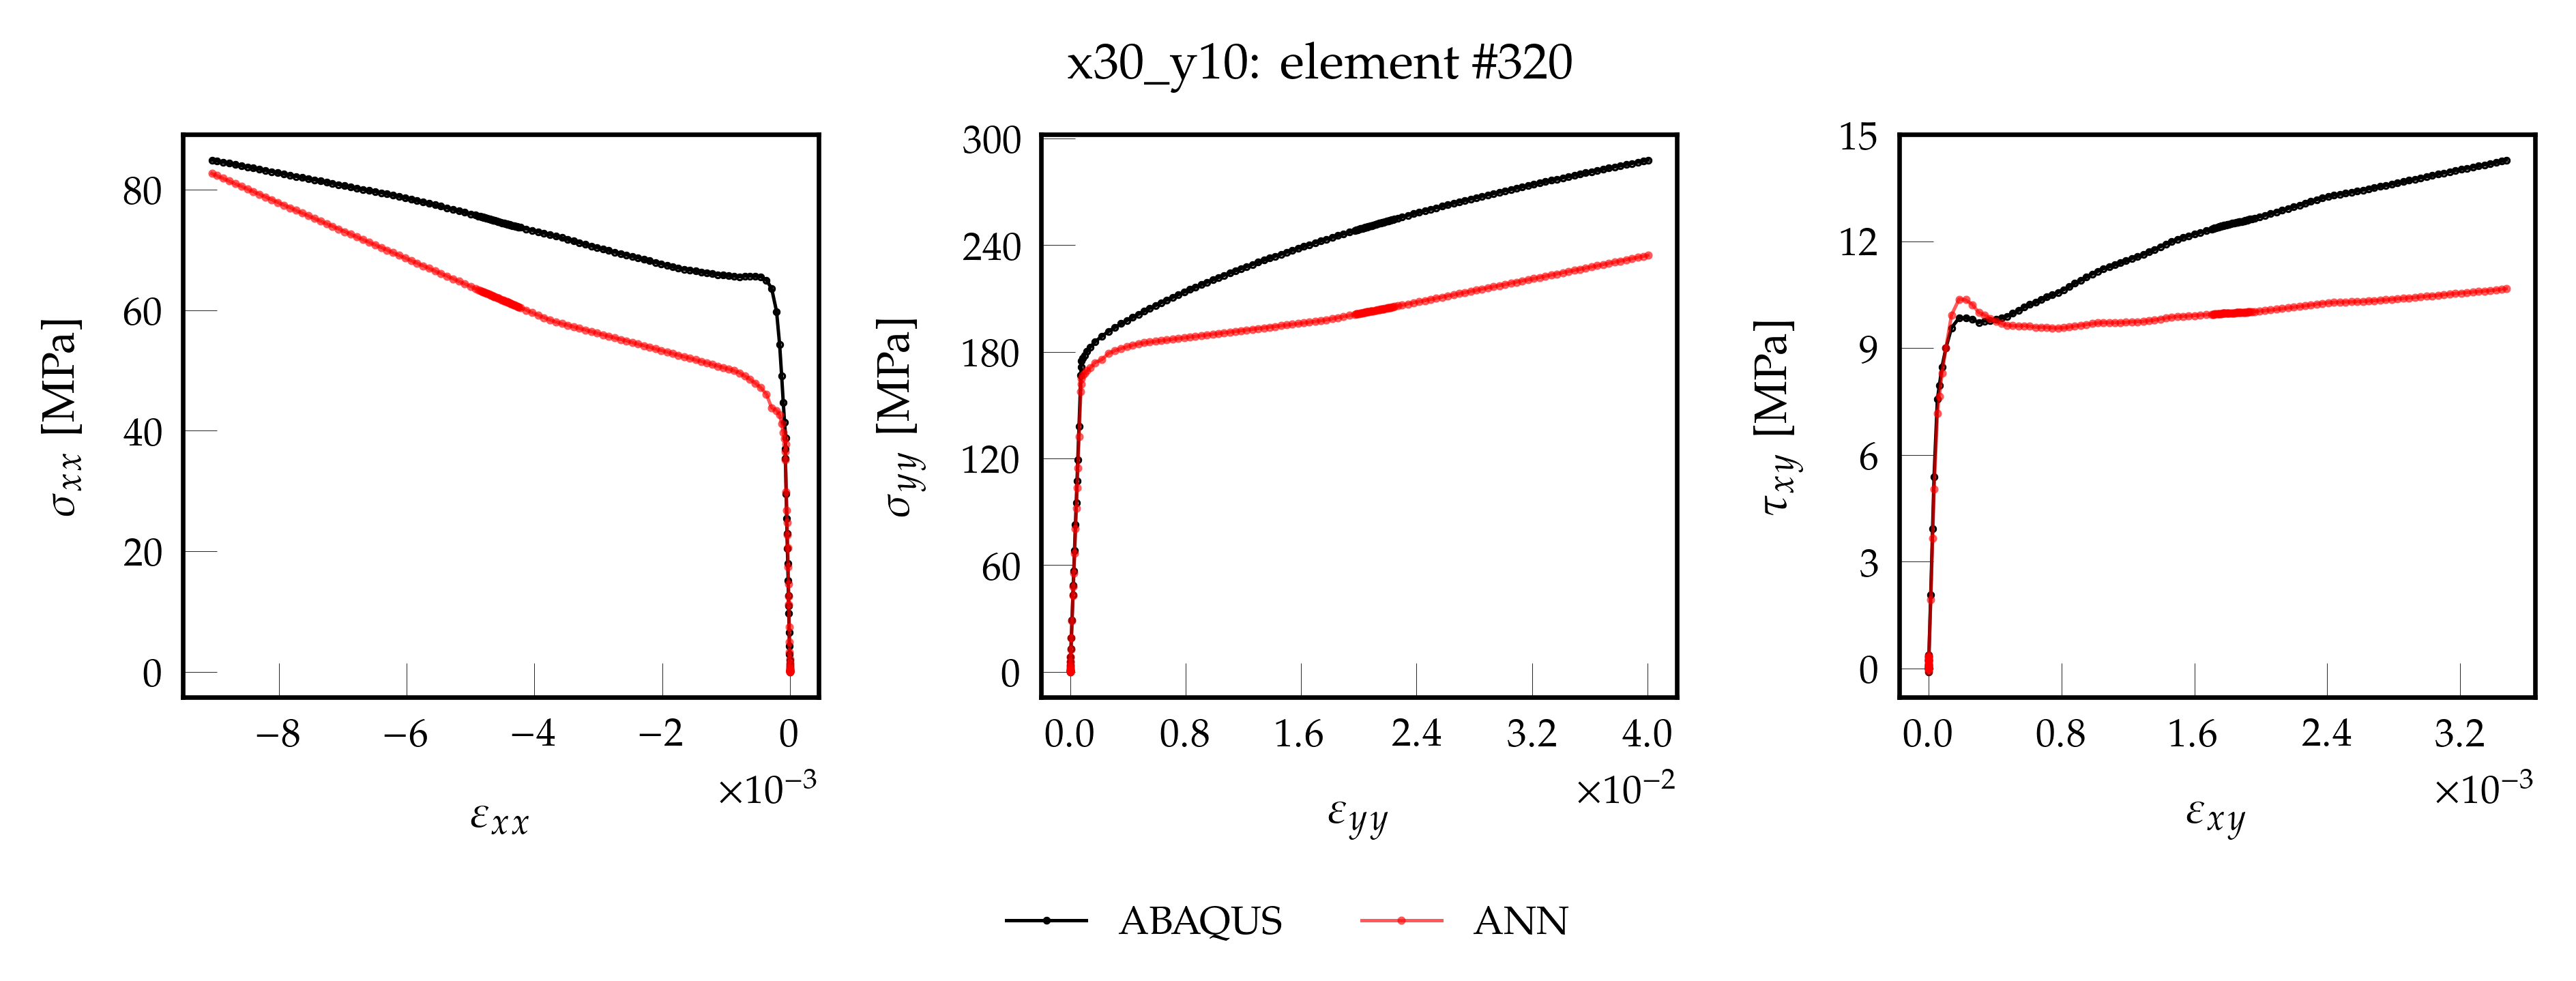 x30_y10: element #320
σxx [MPa]
80
60
40
20
0
−8 −6 −4 −2 0
×10−3
εxx
σyy [MPa]
300
240
180
120
60
0
0.0 0.8 1.6 2.4 3.2 4.0
×10−2
εyy
τxy [MPa]
15
12
9
6
3
0
0.0 0.8 1.6 2.4 3.2
×10−3
εxy
ABAQUS ANN